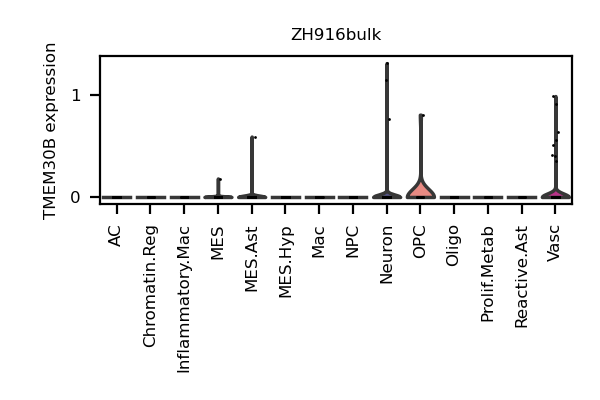 ZH916bulk
TMEM30B expression
1
0
AC
Chromatin.Reg
Inflammatory.Mac
MES
MES.Ast
MES.Hyp
Mac
NPC
Neuron
OPC
Oligo
Prolif.Metab
Reactive.Ast
Vasc